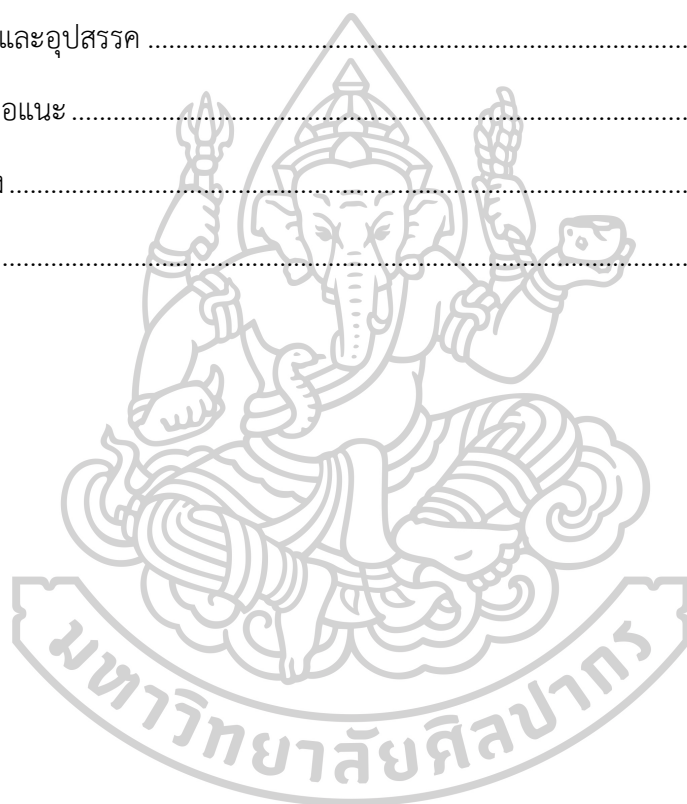 และอุปสรรค ........................................................................
อแนะ ........................................................................
ง ........................................................................
........................................................................
มหาวิทยาลัยศิลปากร